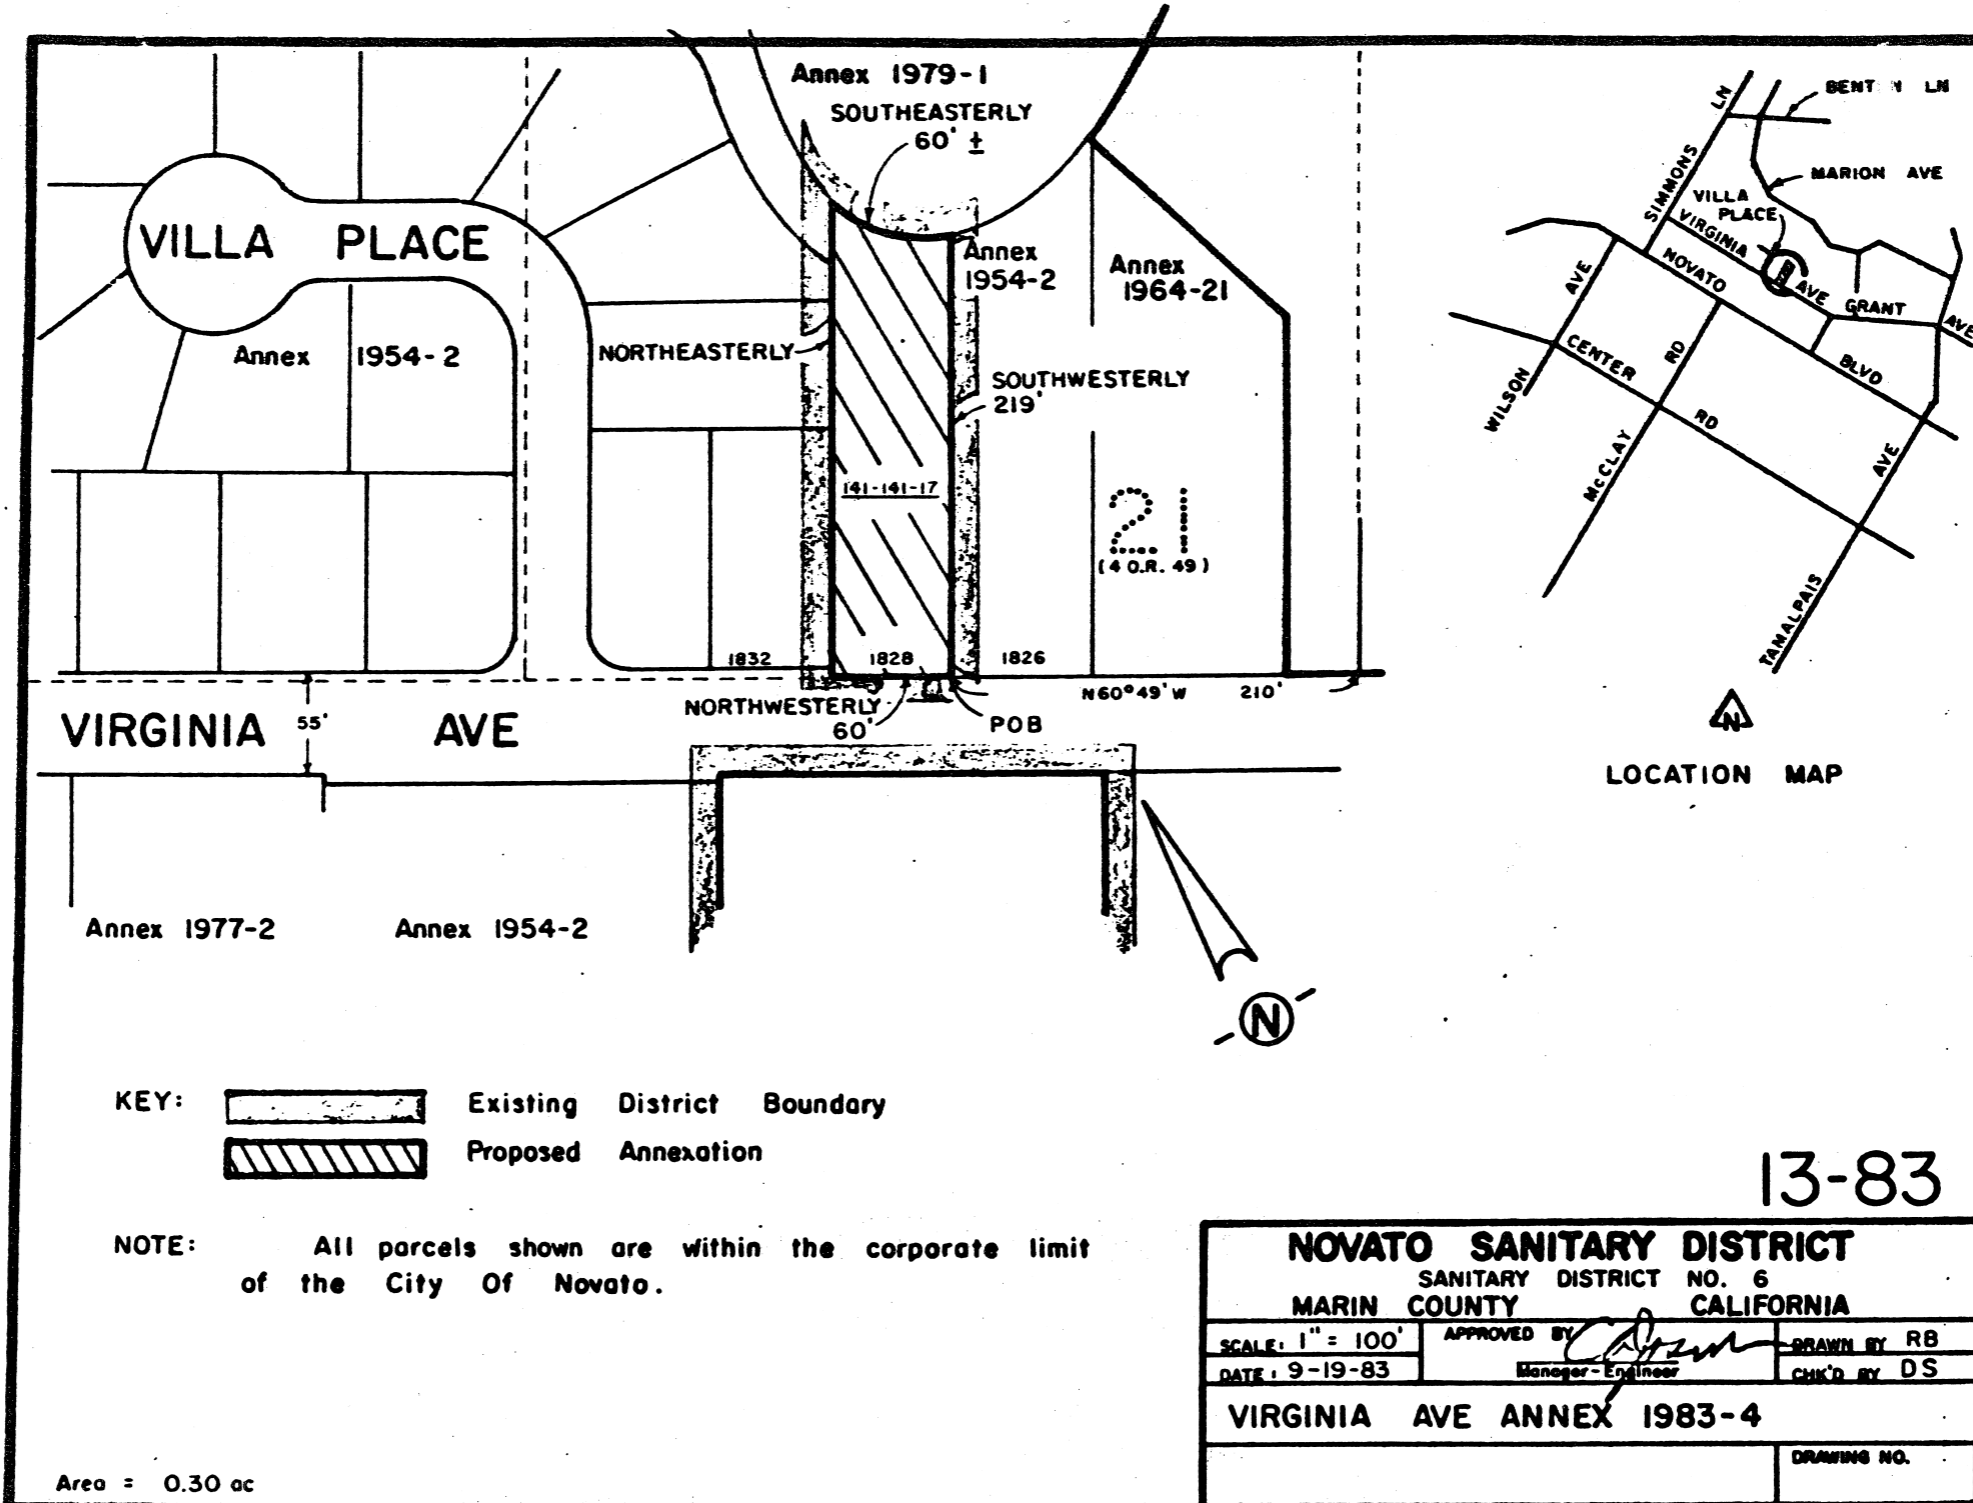 Annex 1979-1
SOUTHEASTERLY
60' ±
VILLA PLACE
Annex 1954-2
NORTHEASTERLY
Annex
1954-2
Annex
1964-21
SOUTHWESTERLY
219'
141-141-17
21
(4 O.R. 49)
1832
1828
1826
N60°49'W 210'
NORTHWESTERLY
60'
POB
VIRGINIA AVE
55'
Annex 1977-2
Annex 1954-2
N
LN
MARION AVE
SIMMONS
VILLA
PLACE
VIRGINIA
AVE
NOVATO
BLVD
GRANT
AVE
AVE
WILSON
CENTER
RD
RD
McCLAY
AVE
TAMALPAIS
N
LOCATION MAP
KEY:
Existing District Boundary
Proposed Annexation
NOTE: All parcels shown are within the corporate limit
of the City Of Novato.
13-83
NOVATO SANITARY DISTRICT
SANITARY DISTRICT NO. 6
MARIN COUNTY CALIFORNIA
SCALE: 1" = 100'
APPROVED BY
Manager-Engineer
DRAWN BY RB
DATE: 9-19-83
CHK'D BY DS
VIRGINIA AVE ANNEX 1983-4
DRAWING NO.
Area = 0.30 ac